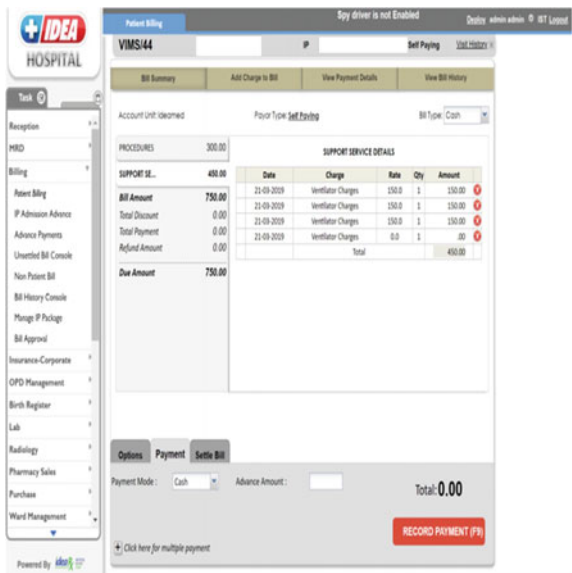 IDEA
HOSPITAL
Patient Billing
Spy driver is not Enabled
Deploy admin admin IST Logout
VIMS/44
IP
Self Paying
Visit History
Bill Summary
Add Charge to Bill
View Payment Details
View Bill History
Task
Reception
MRD
Billing
Patient Billing
IP Admission Advance
Advance Payments
Unsettled Bill Console
Non Patient Bill
Bill History Console
Manage IP Package
Bill Approval
Insurance-Corporate
OPD Management
Birth Register
Lab
Radiology
Pharmacy Sales
Purchase
Ward Management
Powered By
Account Unit: Ideamed
Payor Type: Self Paying
Bill Type: Cash
PROCEDURES 300.00
SUPPORT SE... 450.00
Bill Amount 750.00
Total Discount 0.00
Total Payment 0.00
Refund Amount 0.00
Due Amount 750.00
SUPPORT SERVICE DETAILS
Date Charge Rate Qty Amount
21-03-2019 Ventilator Charges 150.0 1 150.00
21-03-2019 Ventilator Charges 150.0 1 150.00
21-03-2019 Ventilator Charges 150.0 1 150.00
21-03-2019 Ventilator Charges 0.0 1 .00
Total 450.00
Options Payment Settle Bill
Payment Mode : Cash
Advance Amount :
Total: 0.00
RECORD PAYMENT (F9)
+ Click here for multiple payment